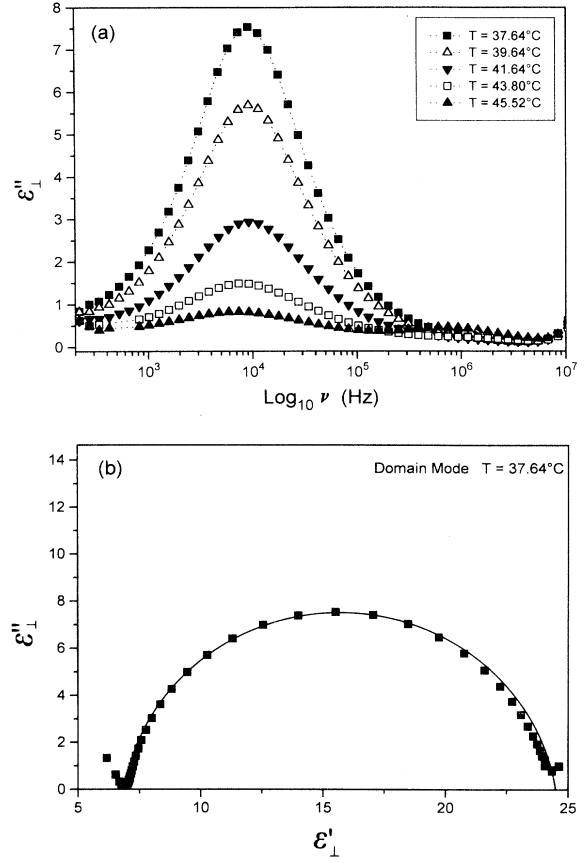 (a)
T = 37.64°C
T = 39.64°C
T = 41.64°C
T = 43.80°C
T = 45.52°C
8
7
6
5
4
3
2
1
0
ε"⊥
10³ 10⁴ 10⁵ 10⁶ 10⁷
Log₁₀ ν (Hz)
(b)
Domain Mode T = 37.64°C
14
12
10
8
6
4
2
0
ε"⊥
5 10 15 20 25
ε'⊥